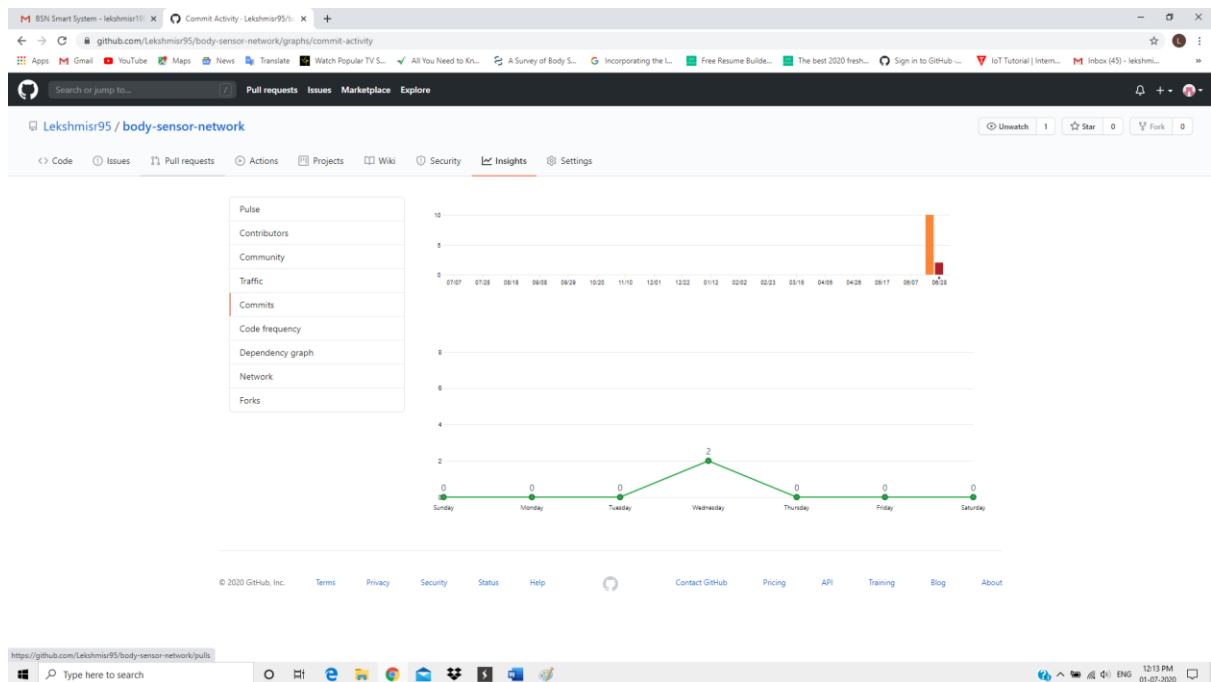 BSN Smart System - lekshmisr19 Commit Activity · Lekshmisr95/b
github.com/Lekshmisr95/body-sensor-network/graphs/commit-activity
Apps Gmail YouTube Maps News Translate Watch Popular TV S... All You Need to Kn... A Survey of Body S... Incorporating the I... Free Resume Builde... The best 2020 fresh... Sign in to GitHub -... IoT Tutorial | Intern... Inbox (45) - lekshmi... »
Search or jump to... / Pull requests Issues Marketplace Explore
Lekshmisr95 / body-sensor-network Unwatch 1 Star 0 Fork 0
Code Issues Pull requests Actions Projects Wiki Security Insights Settings
Pulse
Contributors
Community
Traffic
Commits
Code frequency
Dependency graph
Network
Forks
10
5
0
07/07 07/28 08/18 09/08 09/29 10/20 11/10 12/01 12/22 01/12 02/02 02/23 03/15 04/05 04/26 05/17 06/07 06/28
8
6
4
2
0
0 0 0 2 0 0 0
Sunday Monday Tuesday Wednesday Thursday Friday Saturday
© 2020 GitHub, Inc. Terms Privacy Security Status Help Contact GitHub Pricing API Training Blog About
https://github.com/Lekshmisr95/body-sensor-network/pulls
Type here to search ENG 12:13 PM
01-07-2020